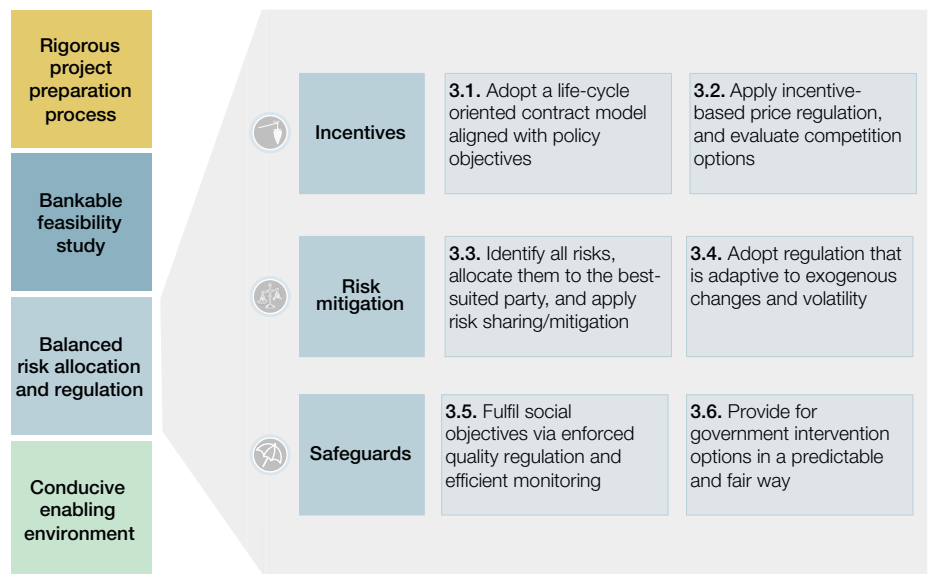 Rigorous
project
preparation
process
Bankable
feasibility
study
Balanced
risk allocation
and regulation
Conducive
enabling
environment
Incentives
3.1. Adopt a life-cycle
oriented contract model
aligned with policy
objectives
3.2. Apply incentive-
based price regulation,
and evaluate competition
options
Risk
mitigation
3.3. Identify all risks,
allocate them to the best-
suited party, and apply
risk sharing/mitigation
3.4. Adopt regulation that
is adaptive to exogenous
changes and volatility
Safeguards
3.5. Fulfil social
objectives via enforced
quality regulation and
efficient monitoring
3.6. Provide for
government intervention
options in a predictable
and fair way